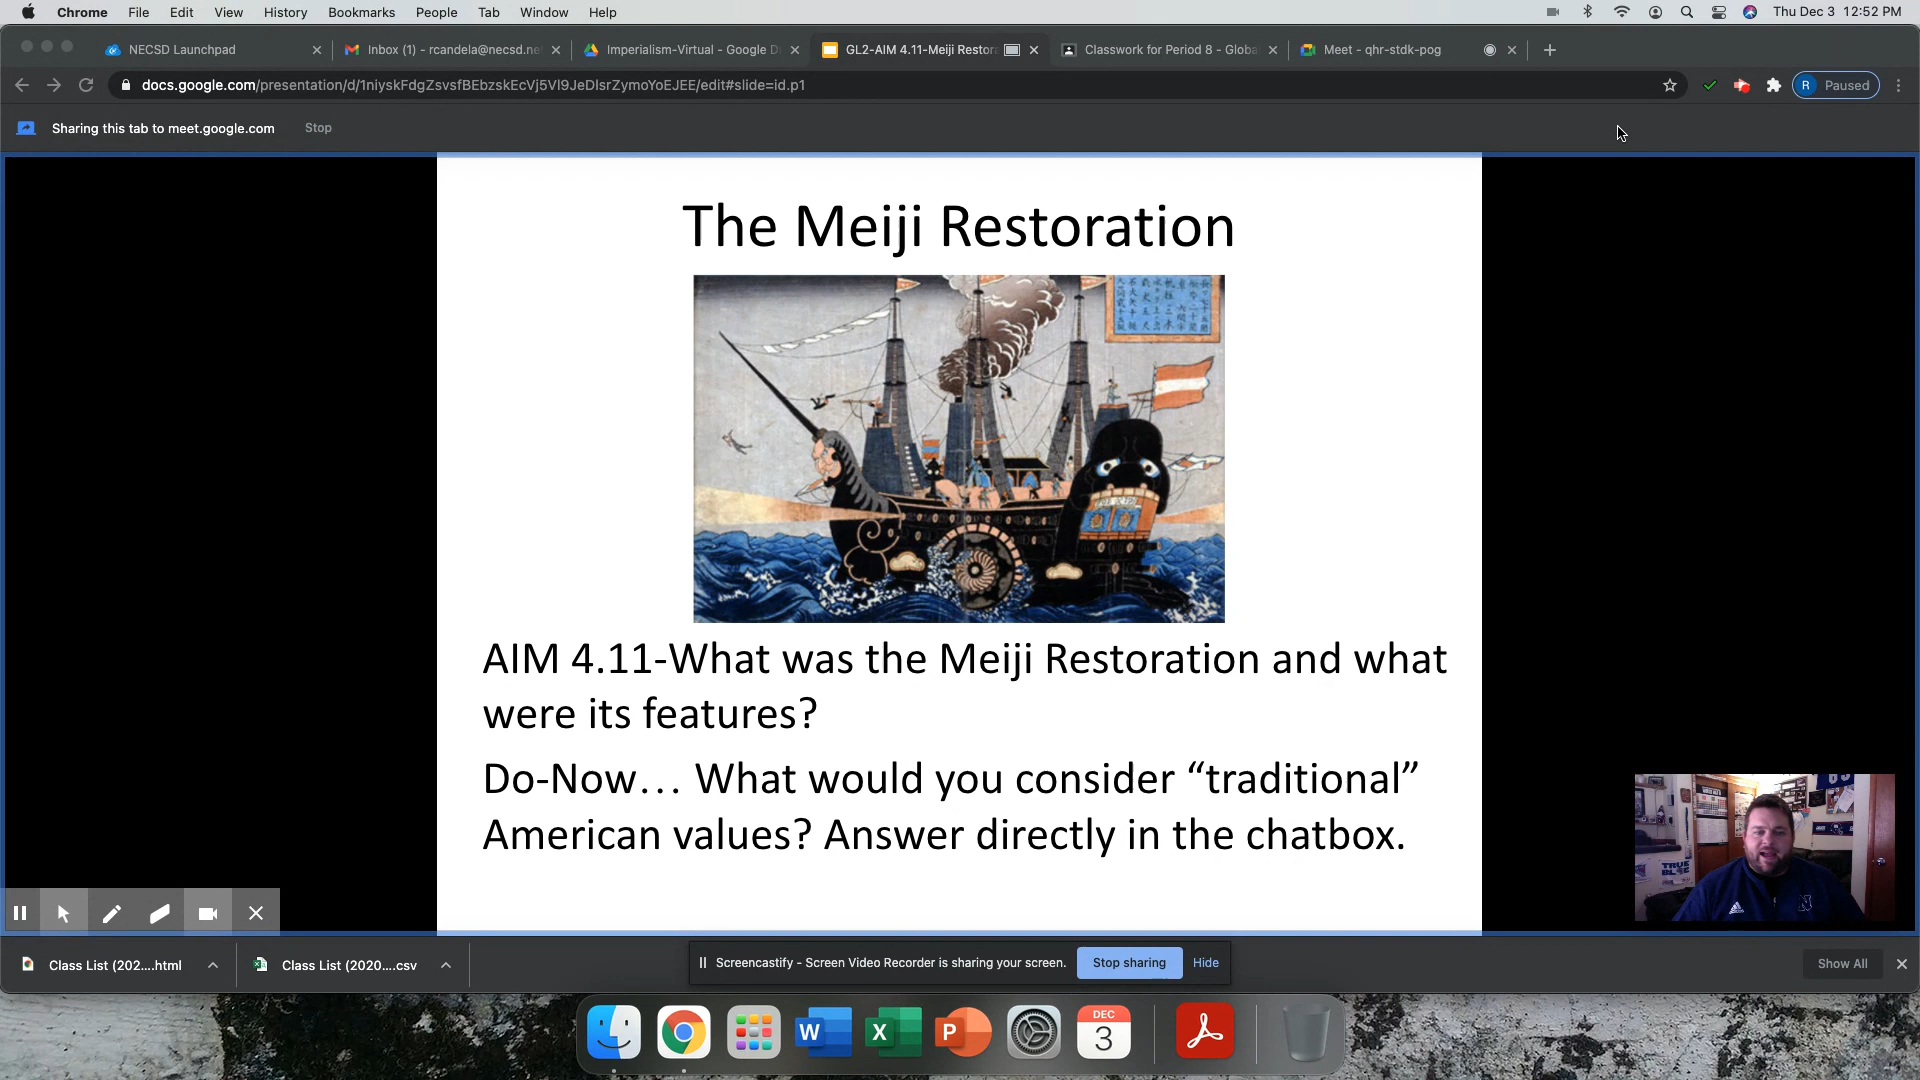 Chrome File Edit View History Bookmarks People Tab Window Help Thu Dec 3 12:52 PM
NECSD Launchpad Inbox (1) - rcandela@necsd.ne Imperialism-Virtual - Google D GL2-AIM 4.11-Meiji Restora Classwork for Period 8 - Globa Meet - qhr-stdk-pog
docs.google.com/presentation/d/1niyskFdgZsvsfBEbzskEcVj5Vl9JeDIsrZymoYoEJEE/edit#slide=id.p1 R Paused
Sharing this tab to meet.google.com Stop
The Meiji Restoration
AIM 4.11-What was the Meiji Restoration and what
were its features?
Do-Now... What would you consider “traditional”
American values? Answer directly in the chatbox.
TRUE
BLUE
Class List (202....html Class List (2020....csv Screencastify - Screen Video Recorder is sharing your screen. Stop sharing Hide Show All
W X P DEC
3